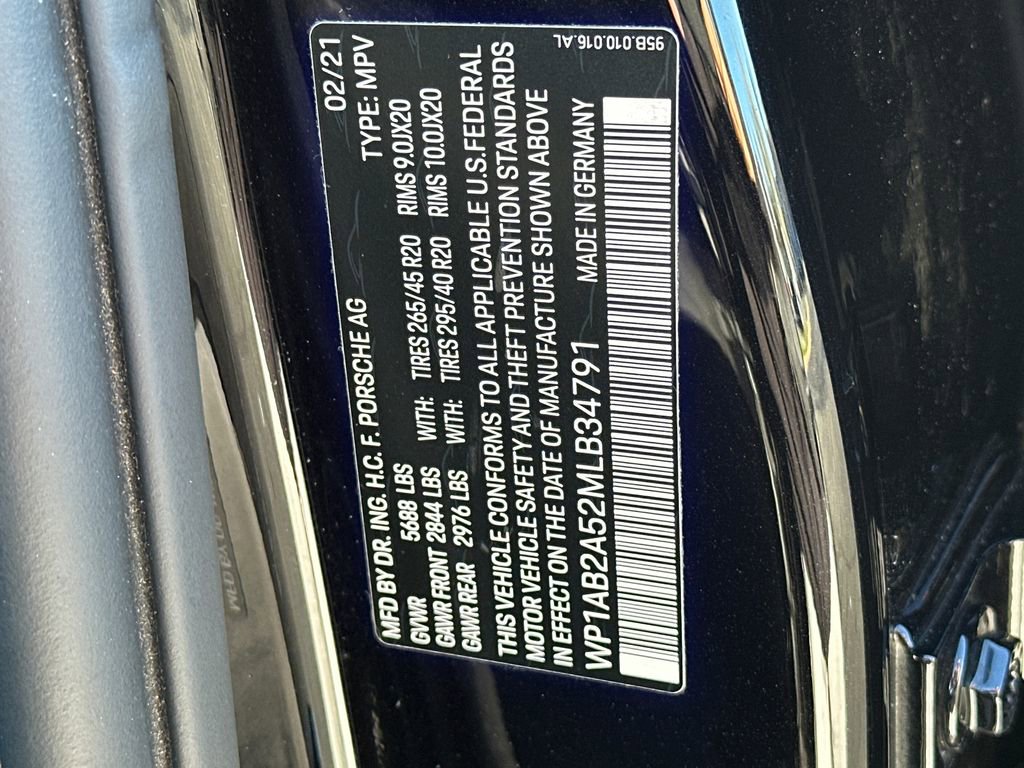 MFD BY DR. ING. H.C. F. PORSCHE AG 02/21
GVWR 5688 LBS TYPE: MPV
GAWR FRONT 2844 LBS WITH: TIRES 265/45 R20 RIMS 9.0JX20
GAWR REAR 2976 LBS WITH: TIRES 295/40 R20 RIMS 10.0JX20
THIS VEHICLE CONFORMS TO ALL APPLICABLE U.S. FEDERAL
MOTOR VEHICLE SAFETY AND THEFT PREVENTION STANDARDS
IN EFFECT ON THE DATE OF MANUFACTURE SHOWN ABOVE
WP1AB2A52MLB34791 MADE IN GERMANY
95B.010.016.AL